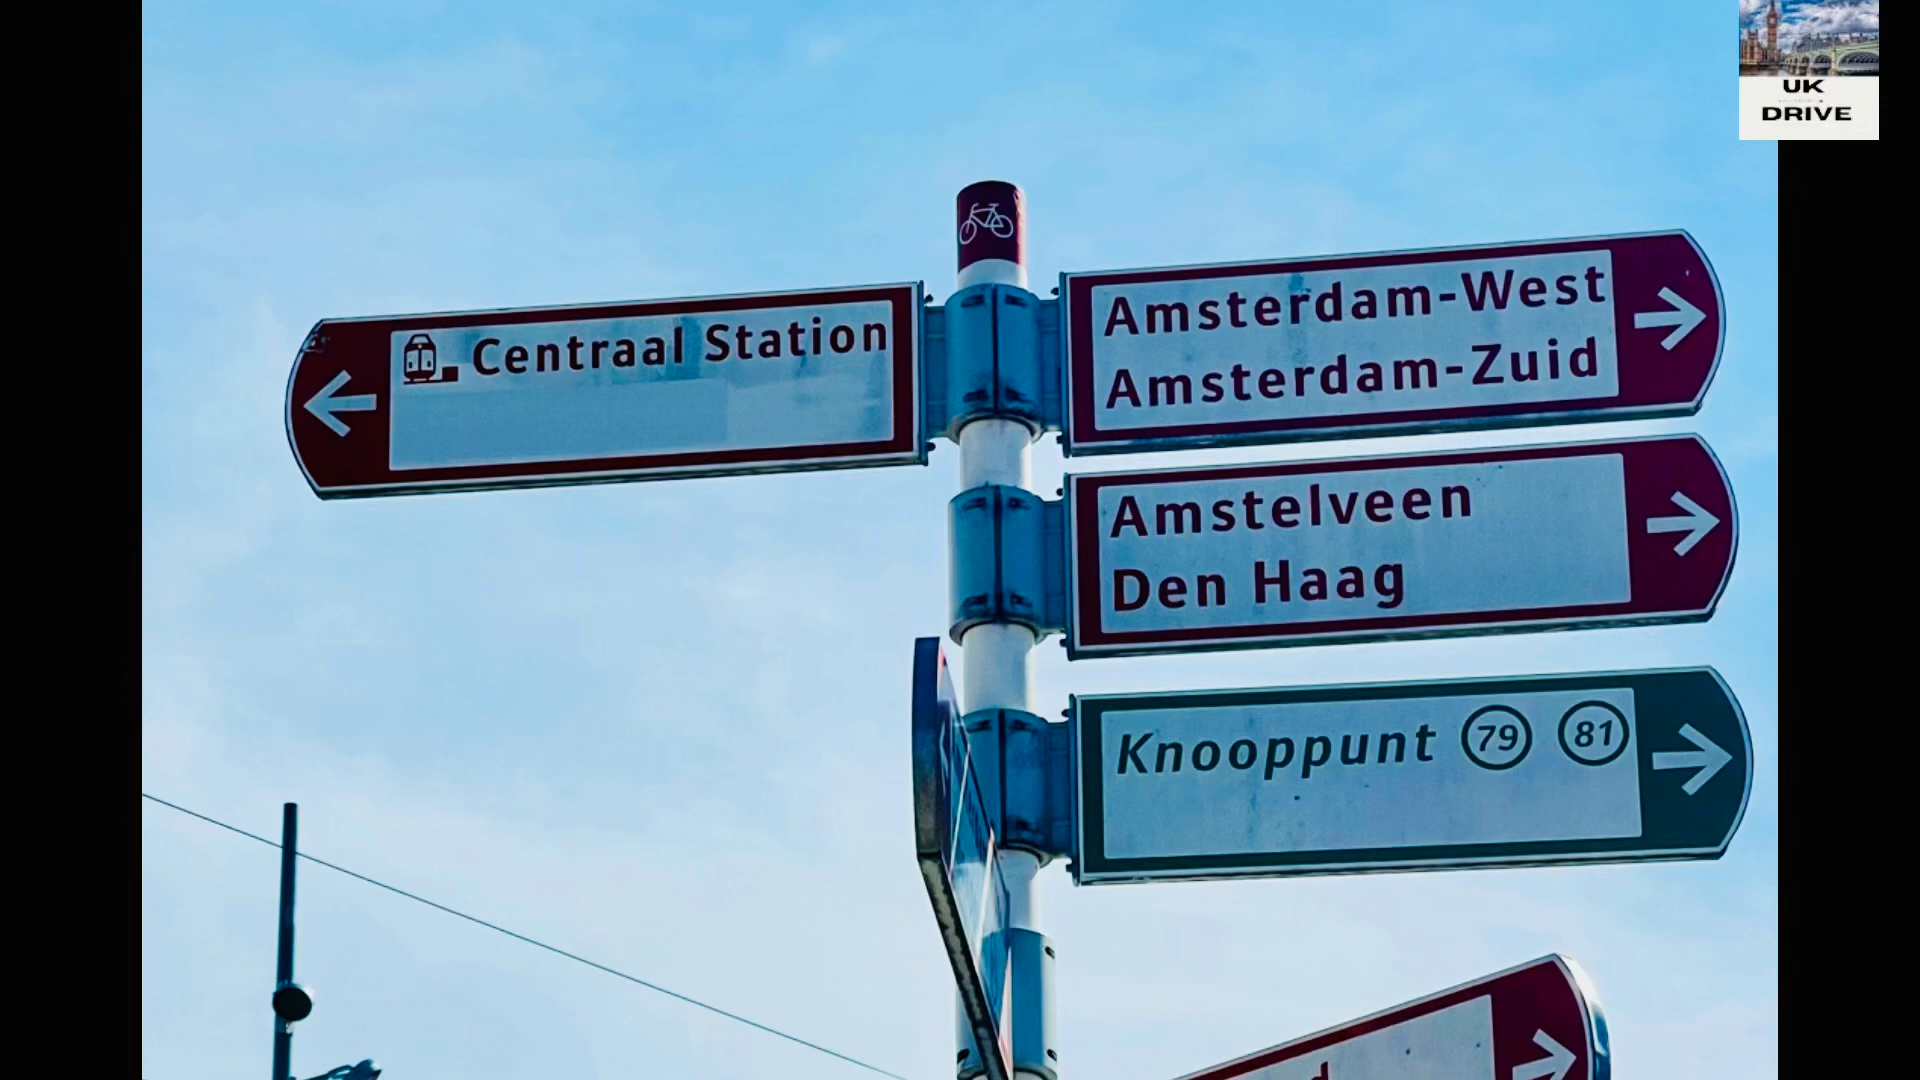 UK
DRIVE
Centraal Station
Amsterdam-West
Amsterdam-Zuid
Amstelveen
Den Haag
Knooppunt 79 81